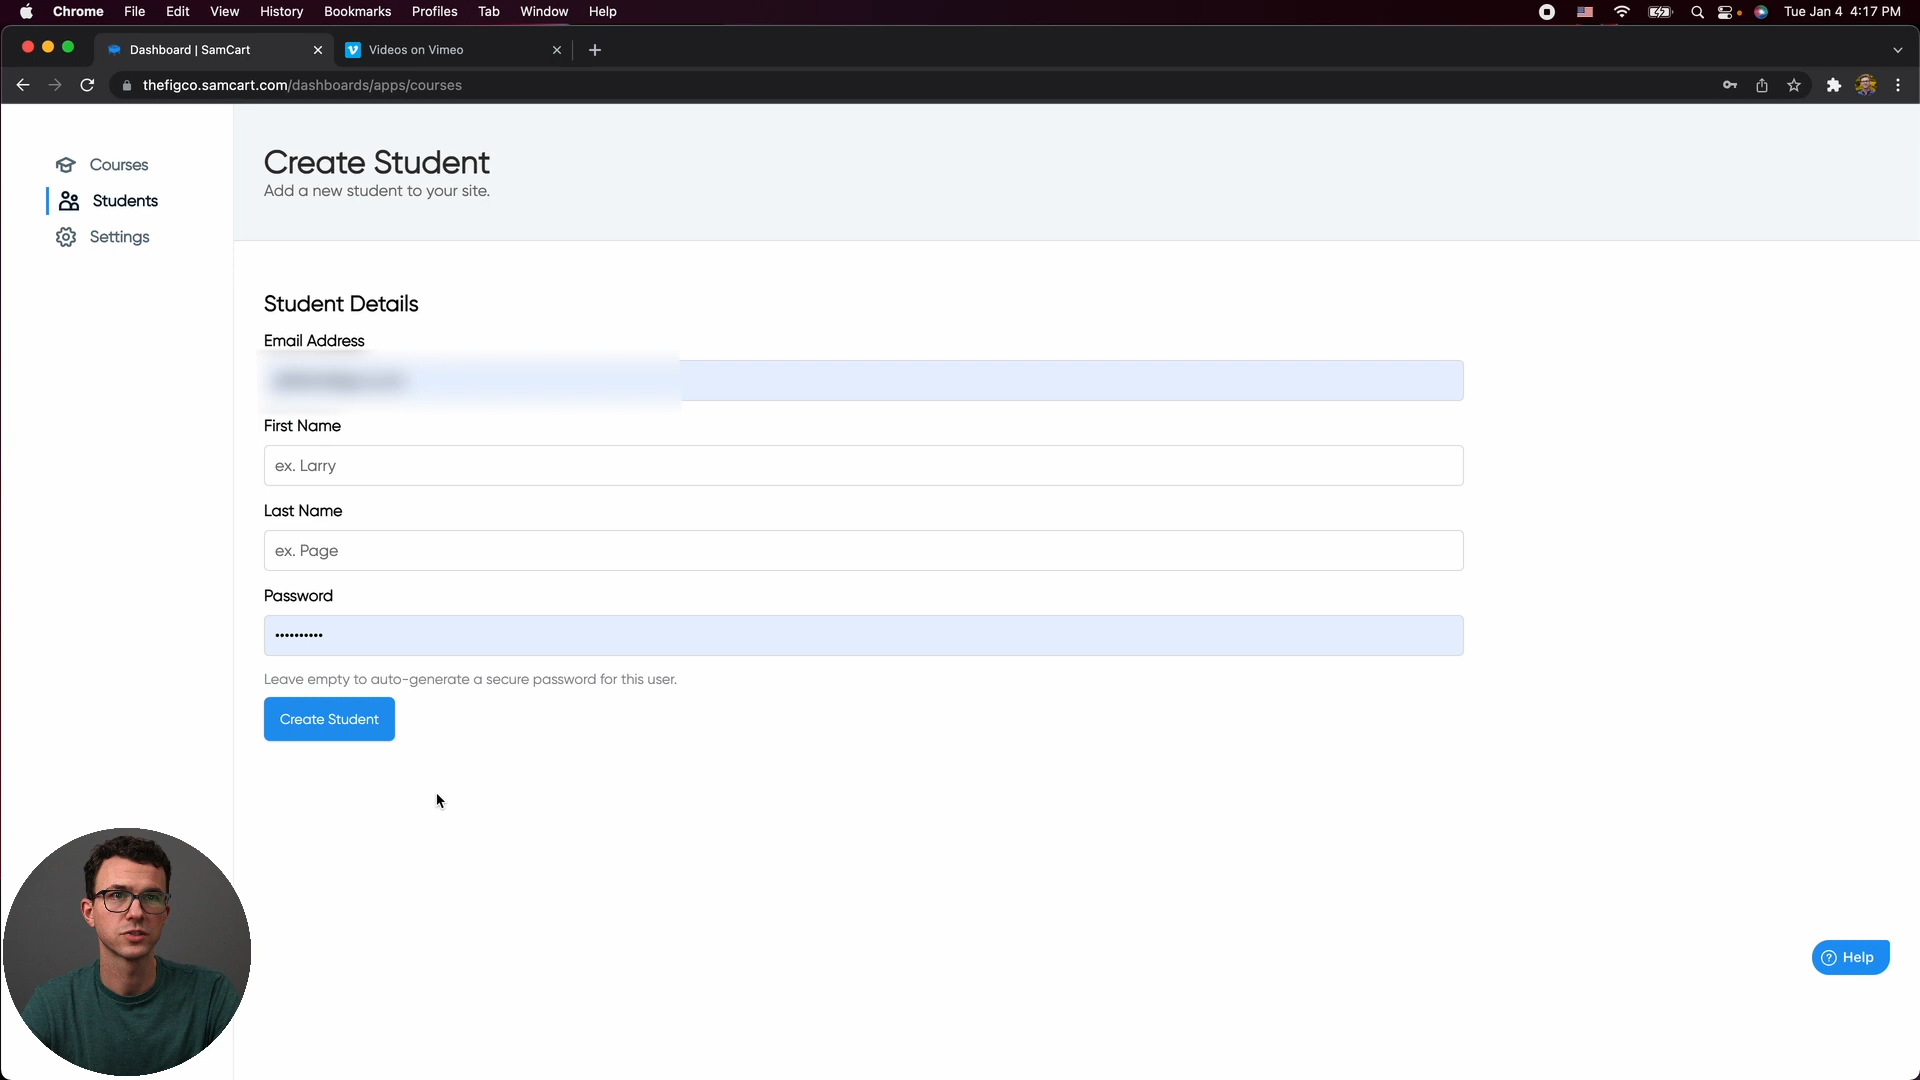 Chrome File Edit View History Bookmarks Profiles Tab Window Help Tue Jan 4 4:17 PM
Dashboard | SamCart Videos on Vimeo
thefigco.samcart.com/dashboards/apps/courses
Courses
Students
Settings
Create Student
Add a new student to your site.
Student Details
Email Address
First Name
ex. Larry
Last Name
ex. Page
Password
Leave empty to auto-generate a secure password for this user.
Create Student
Help